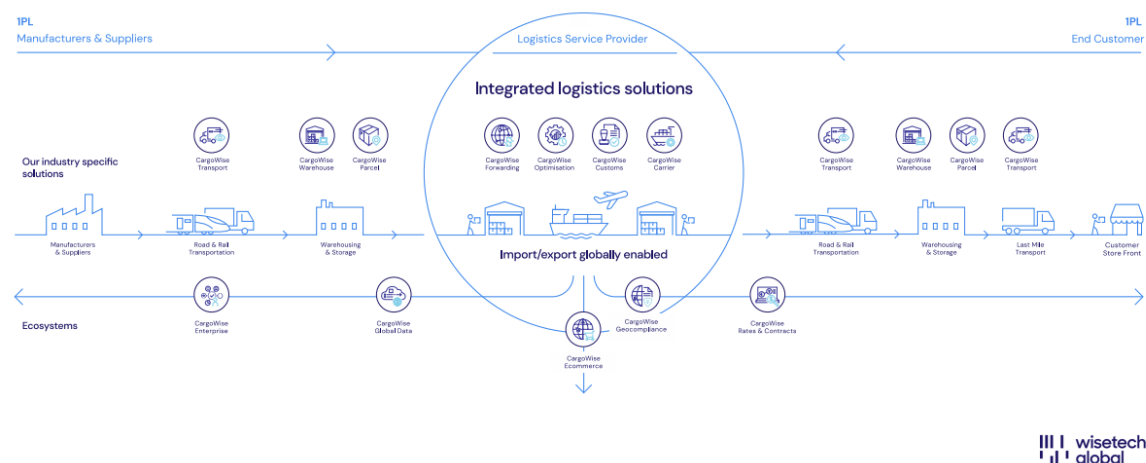 1PL
Manufacturers & Suppliers
Logistics Service Provider
1PL
End Customer
Integrated logistics solutions
Our industry specific
solutions
CargoWise
Transport
CargoWise
Warehouse
CargoWise
Parcel
CargoWise
Forwarding
CargoWise
Optimisation
CargoWise
Customs
CargoWise
Carrier
CargoWise
Transport
CargoWise
Warehouse
CargoWise
Parcel
CargoWise
Transport
Manufacturers
& Suppliers
Road & Rail
Transportation
Warehousing
& Storage
Import/export globally enabled
Road & Rail
Transportation
Warehousing
& Storage
Last Mile
Transport
Customer
Store Front
Ecosystems
CargoWise
Enterprise
CargoWise
Global Data
CargoWise
Ecommerce
CargoWise
Geocompliance
CargoWise
Rates & Contracts
wisetech
global